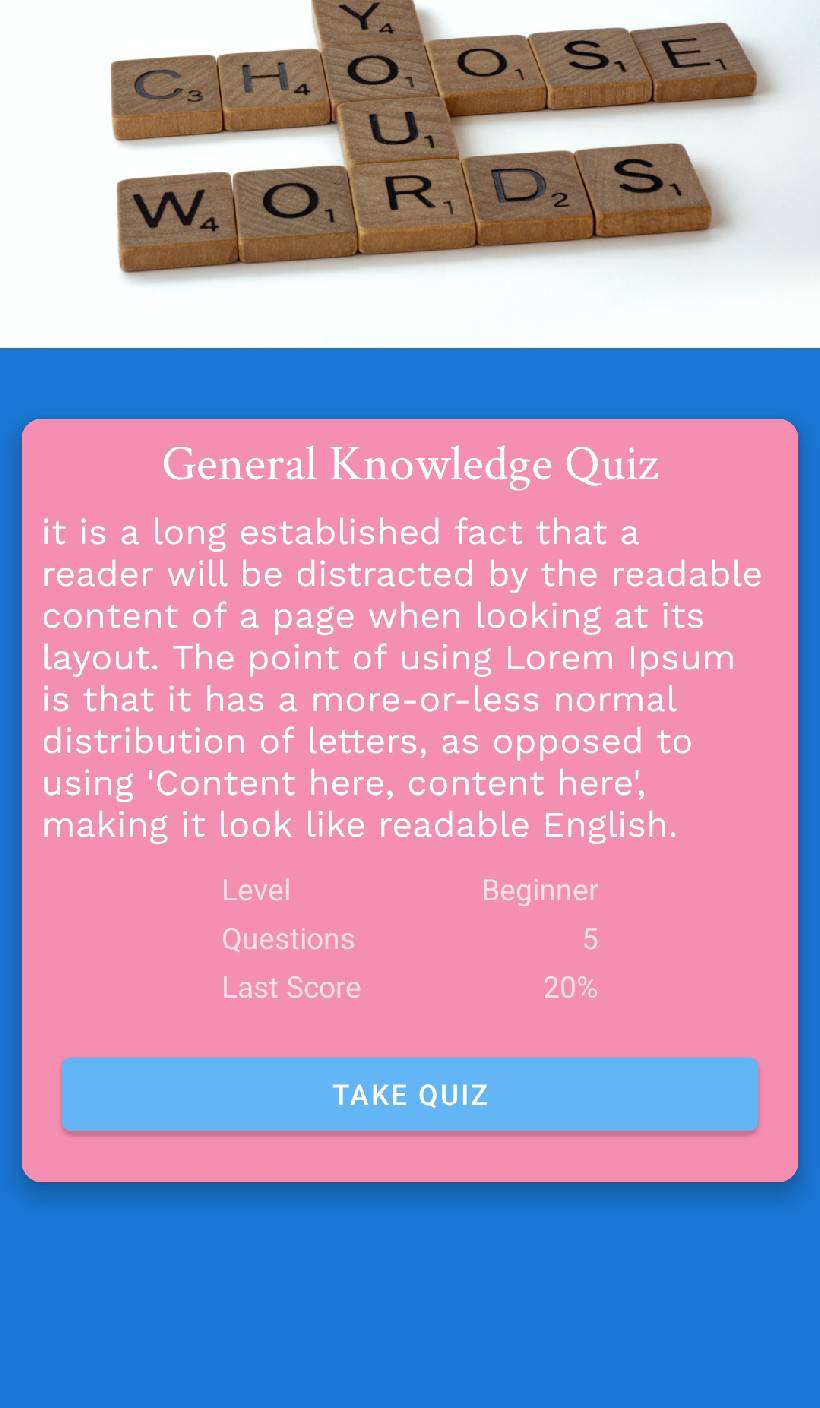 YOUR
CHOOSE
WORDS
General Knowledge Quiz
it is a long established fact that a
reader will be distracted by the readable
content of a page when looking at its
layout. The point of using Lorem Ipsum
is that it has a more-or-less normal
distribution of letters, as opposed to
using 'Content here, content here',
making it look like readable English.
Level Beginner
Questions 5
Last Score 20%
TAKE QUIZ